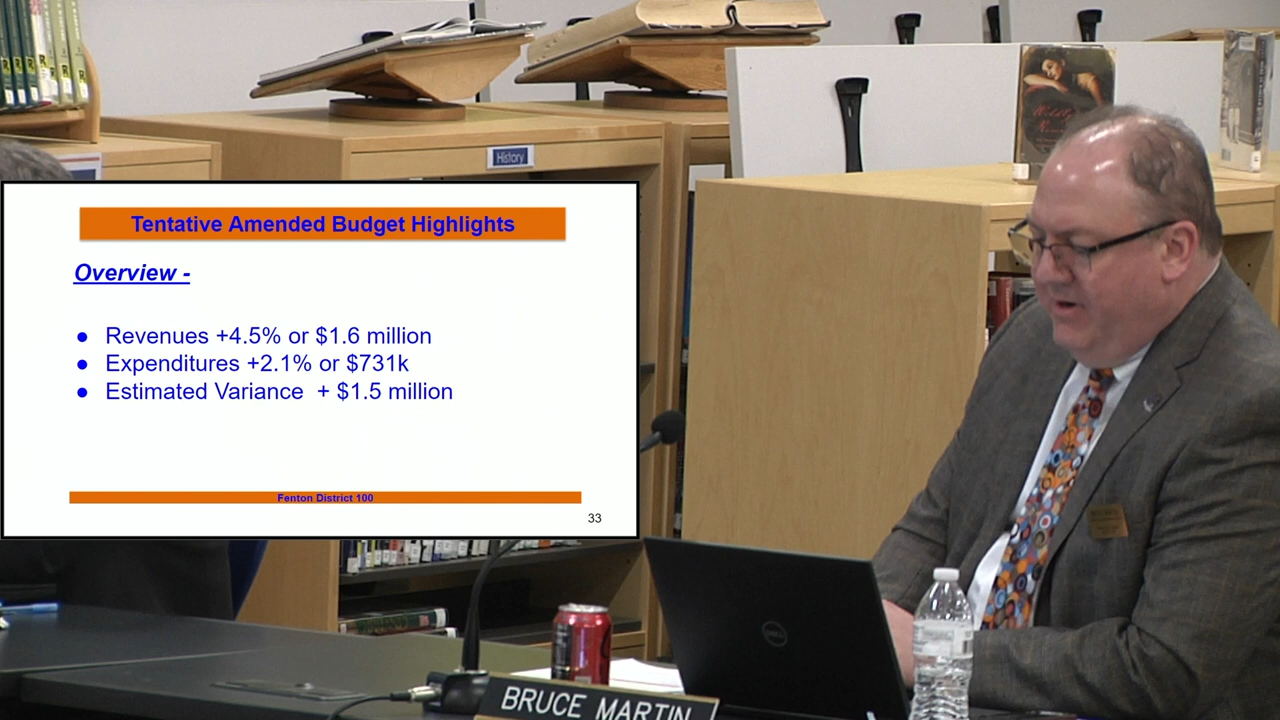 History
Tentative Amended Budget Highlights
Overview -
● Revenues +4.5% or $1.6 million
● Expenditures +2.1% or $731k
● Estimated Variance + $1.5 million
Fenton District 100
33
DELL
BRUCE MARTIN